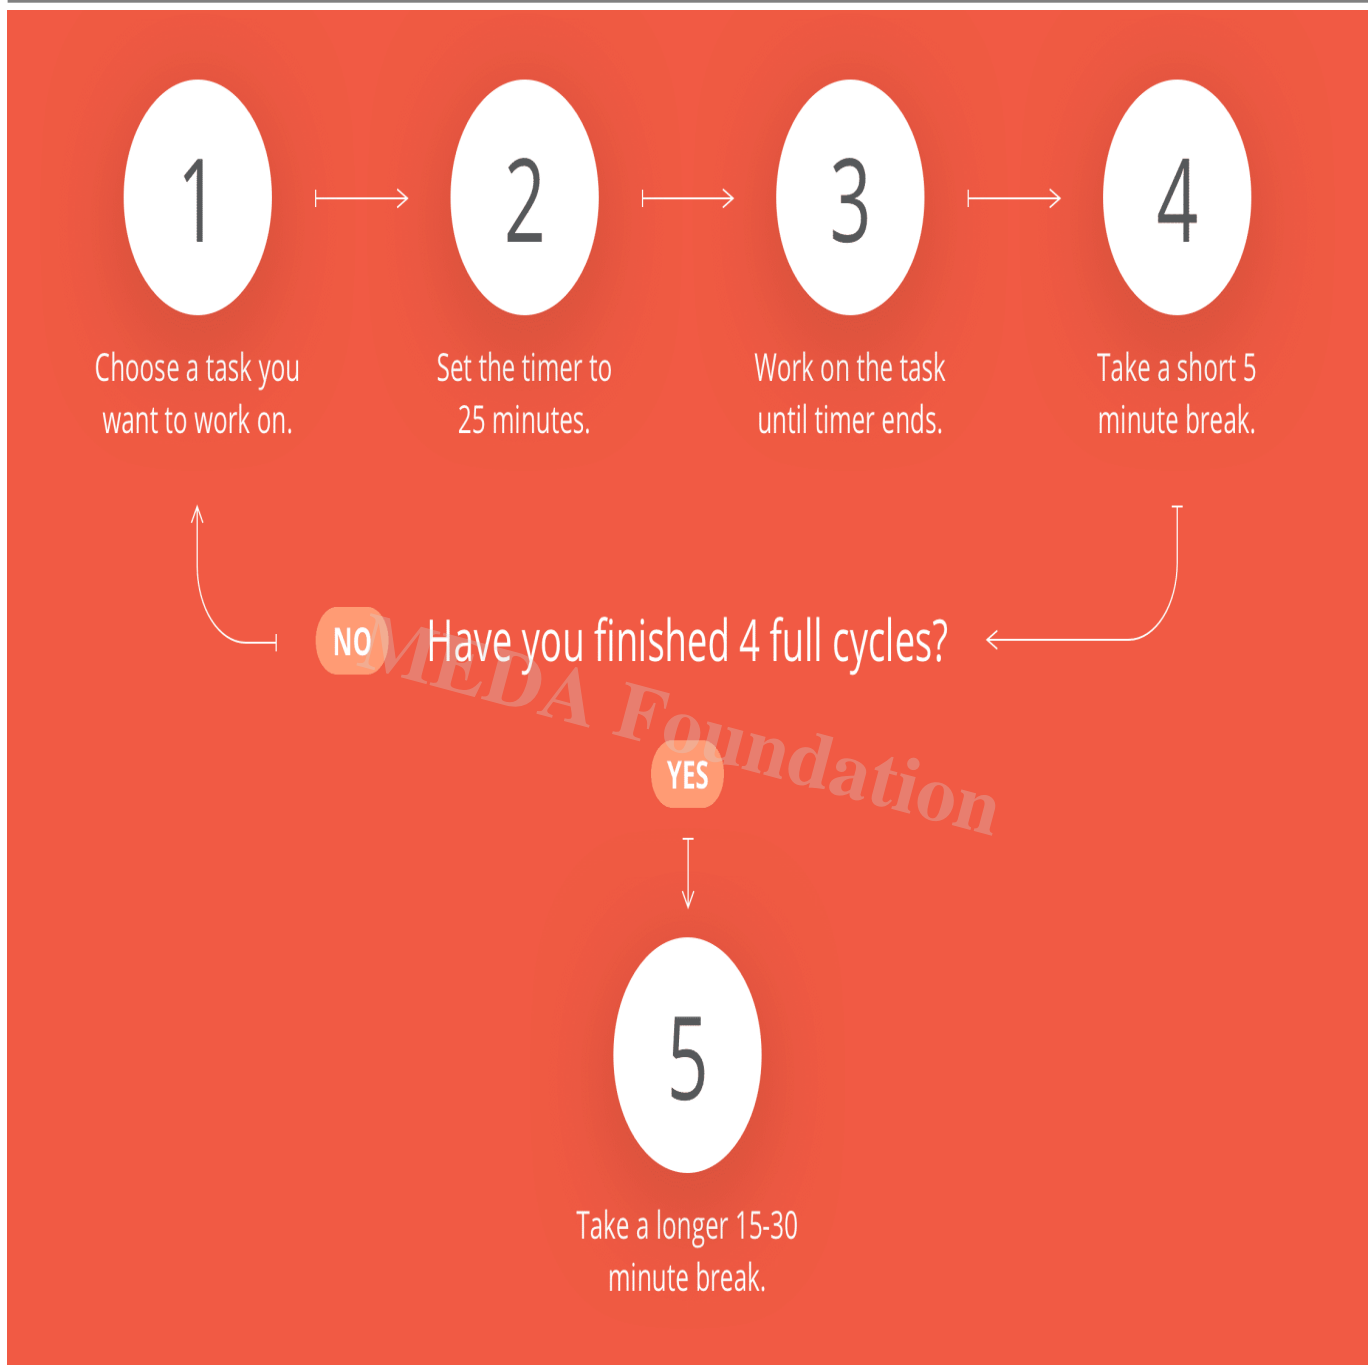 1
2
3
4
Choose a task you
want to work on.
Set the timer to
25 minutes.
Work on the task
until timer ends.
Take a short 5
minute break.
NO
Have you finished 4 full cycles?
MEDA Foundation
YES
5
Take a longer 15-30
minute break.